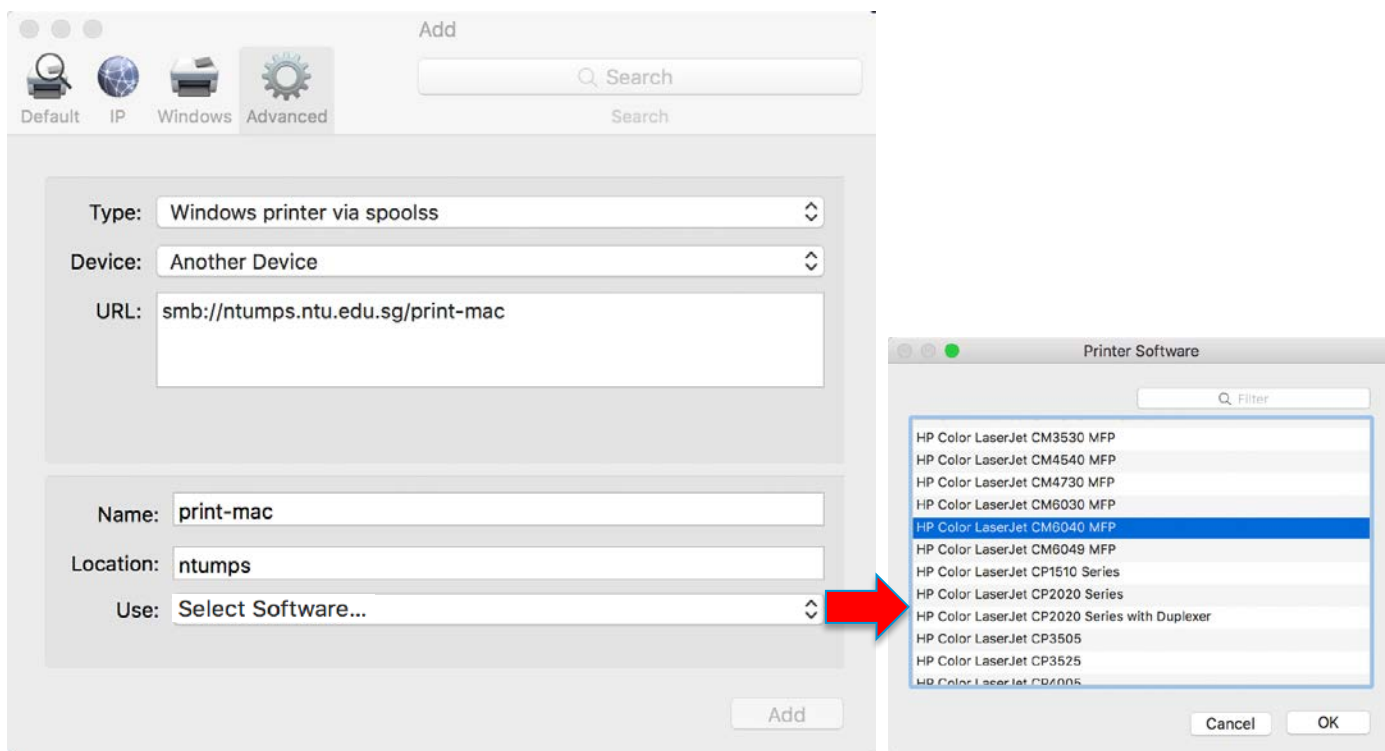 Add
Default IP Windows Advanced
Search
Search
Type: Windows printer via spoolss
Device: Another Device
URL: smb://ntumps.ntu.edu.sg/print-mac
Name: print-mac
Location: ntumps
Use: Select Software...
Add
Printer Software
Filter
HP Color LaserJet CM3530 MFP
HP Color LaserJet CM4540 MFP
HP Color LaserJet CM4730 MFP
HP Color LaserJet CM6030 MFP
HP Color LaserJet CM6040 MFP
HP Color LaserJet CM6049 MFP
HP Color LaserJet CP1510 Series
HP Color LaserJet CP2020 Series
HP Color LaserJet CP2020 Series with Duplexer
HP Color LaserJet CP3505
HP Color LaserJet CP3525
HP Color LaserJet CP4005
Cancel OK